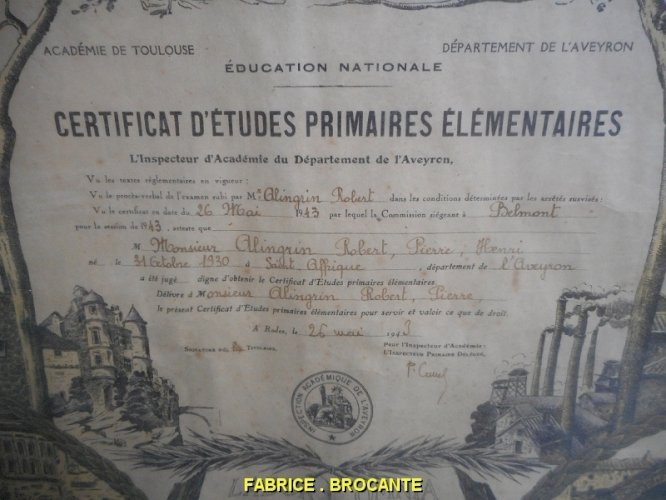 ACADÉMIE DE TOULOUSE
DÉPARTEMENT DE L'AVEYRON
ÉDUCATION NATIONALE
CERTIFICAT D'ÉTUDES PRIMAIRES ÉLÉMENTAIRES
L'Inspecteur d'Académie du Département de l'Aveyron,
Vu les textes réglementaires en vigueur ;
Vu le procès-verbal de l'examen subi par Mr Alingrin Robert dans les conditions déterminées par les arrêtés susvisés ;
Vu le certificat en date du 26 Mai 1943 par lequel la Commission siégeant à Belmont
pour la session de 1943, atteste que
M. Monsieur Alingrin Robert, Pierre, Henri
né le 31 Octobre 1930 à Saint Affrique, département de l'Aveyron
a été jugé digne d'obtenir le Certificat d'Études primaires élémentaires
Délivre à Monsieur Alingrin Robert, Pierre,
le présent Certificat d'Études primaires élémentaires pour servir et valoir ce que de droit.
A Rodez, le 26 mai 1943
SIGNATURE DU TITULAIRE,
Pour l'Inspecteur d'Académie :
L'INSPECTEUR PRIMAIRE DÉLÉGUÉ,
INSPECTION ACADÉMIQUE DE L'AVEYRON
FABRICE . BROCANTE